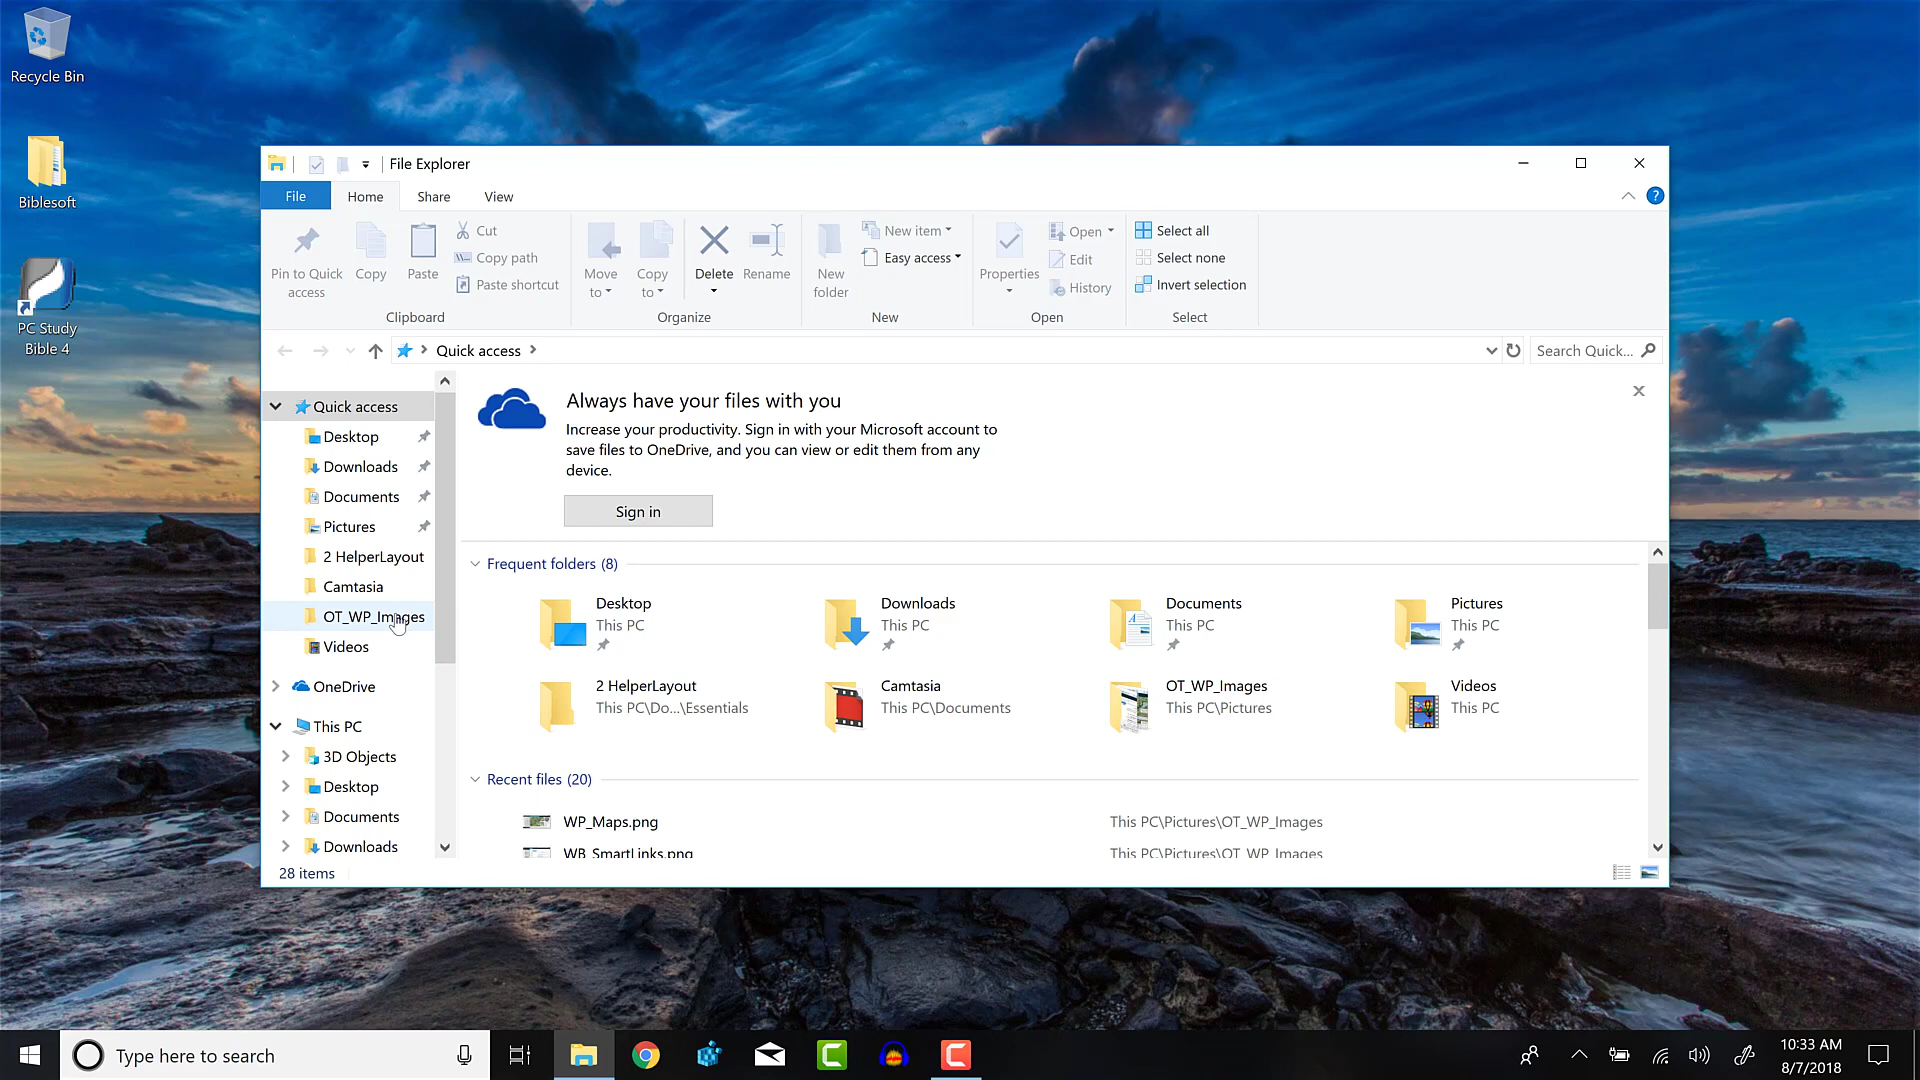 Recycle Bin
Biblesoft
PC Study
Bible 4
File Explorer
File
Home
Share
View
Pin to Quick
access
Copy
Paste
Cut
Copy path
Paste shortcut
Clipboard
Move
to
Copy
to
Delete
Rename
Organize
New
folder
New item
Easy access
New
Properties
Open
Edit
History
Open
Select all
Select none
Invert selection
Select
Quick access
Search Quick...
Quick access
Desktop
Downloads
Documents
Pictures
2 HelperLayout
Camtasia
OT_WP_Images
Videos
OneDrive
This PC
3D Objects
Desktop
Documents
Downloads
Always have your files with you
Increase your productivity. Sign in with your Microsoft account to
save files to OneDrive, and you can view or edit them from any
device.
Sign in
Frequent folders (8)
Desktop
This PC
Downloads
This PC
Documents
This PC
Pictures
This PC
2 HelperLayout
This PC\Do...\Essentials
Camtasia
This PC\Documents
OT_WP_Images
This PC\Pictures
Videos
This PC
Recent files (20)
WP_Maps.png
This PC\Pictures\OT_WP_Images
WB_SmartLinks.png
This PC\Pictures\OT_WP_Images
28 items
Type here to search
10:33 AM
8/7/2018